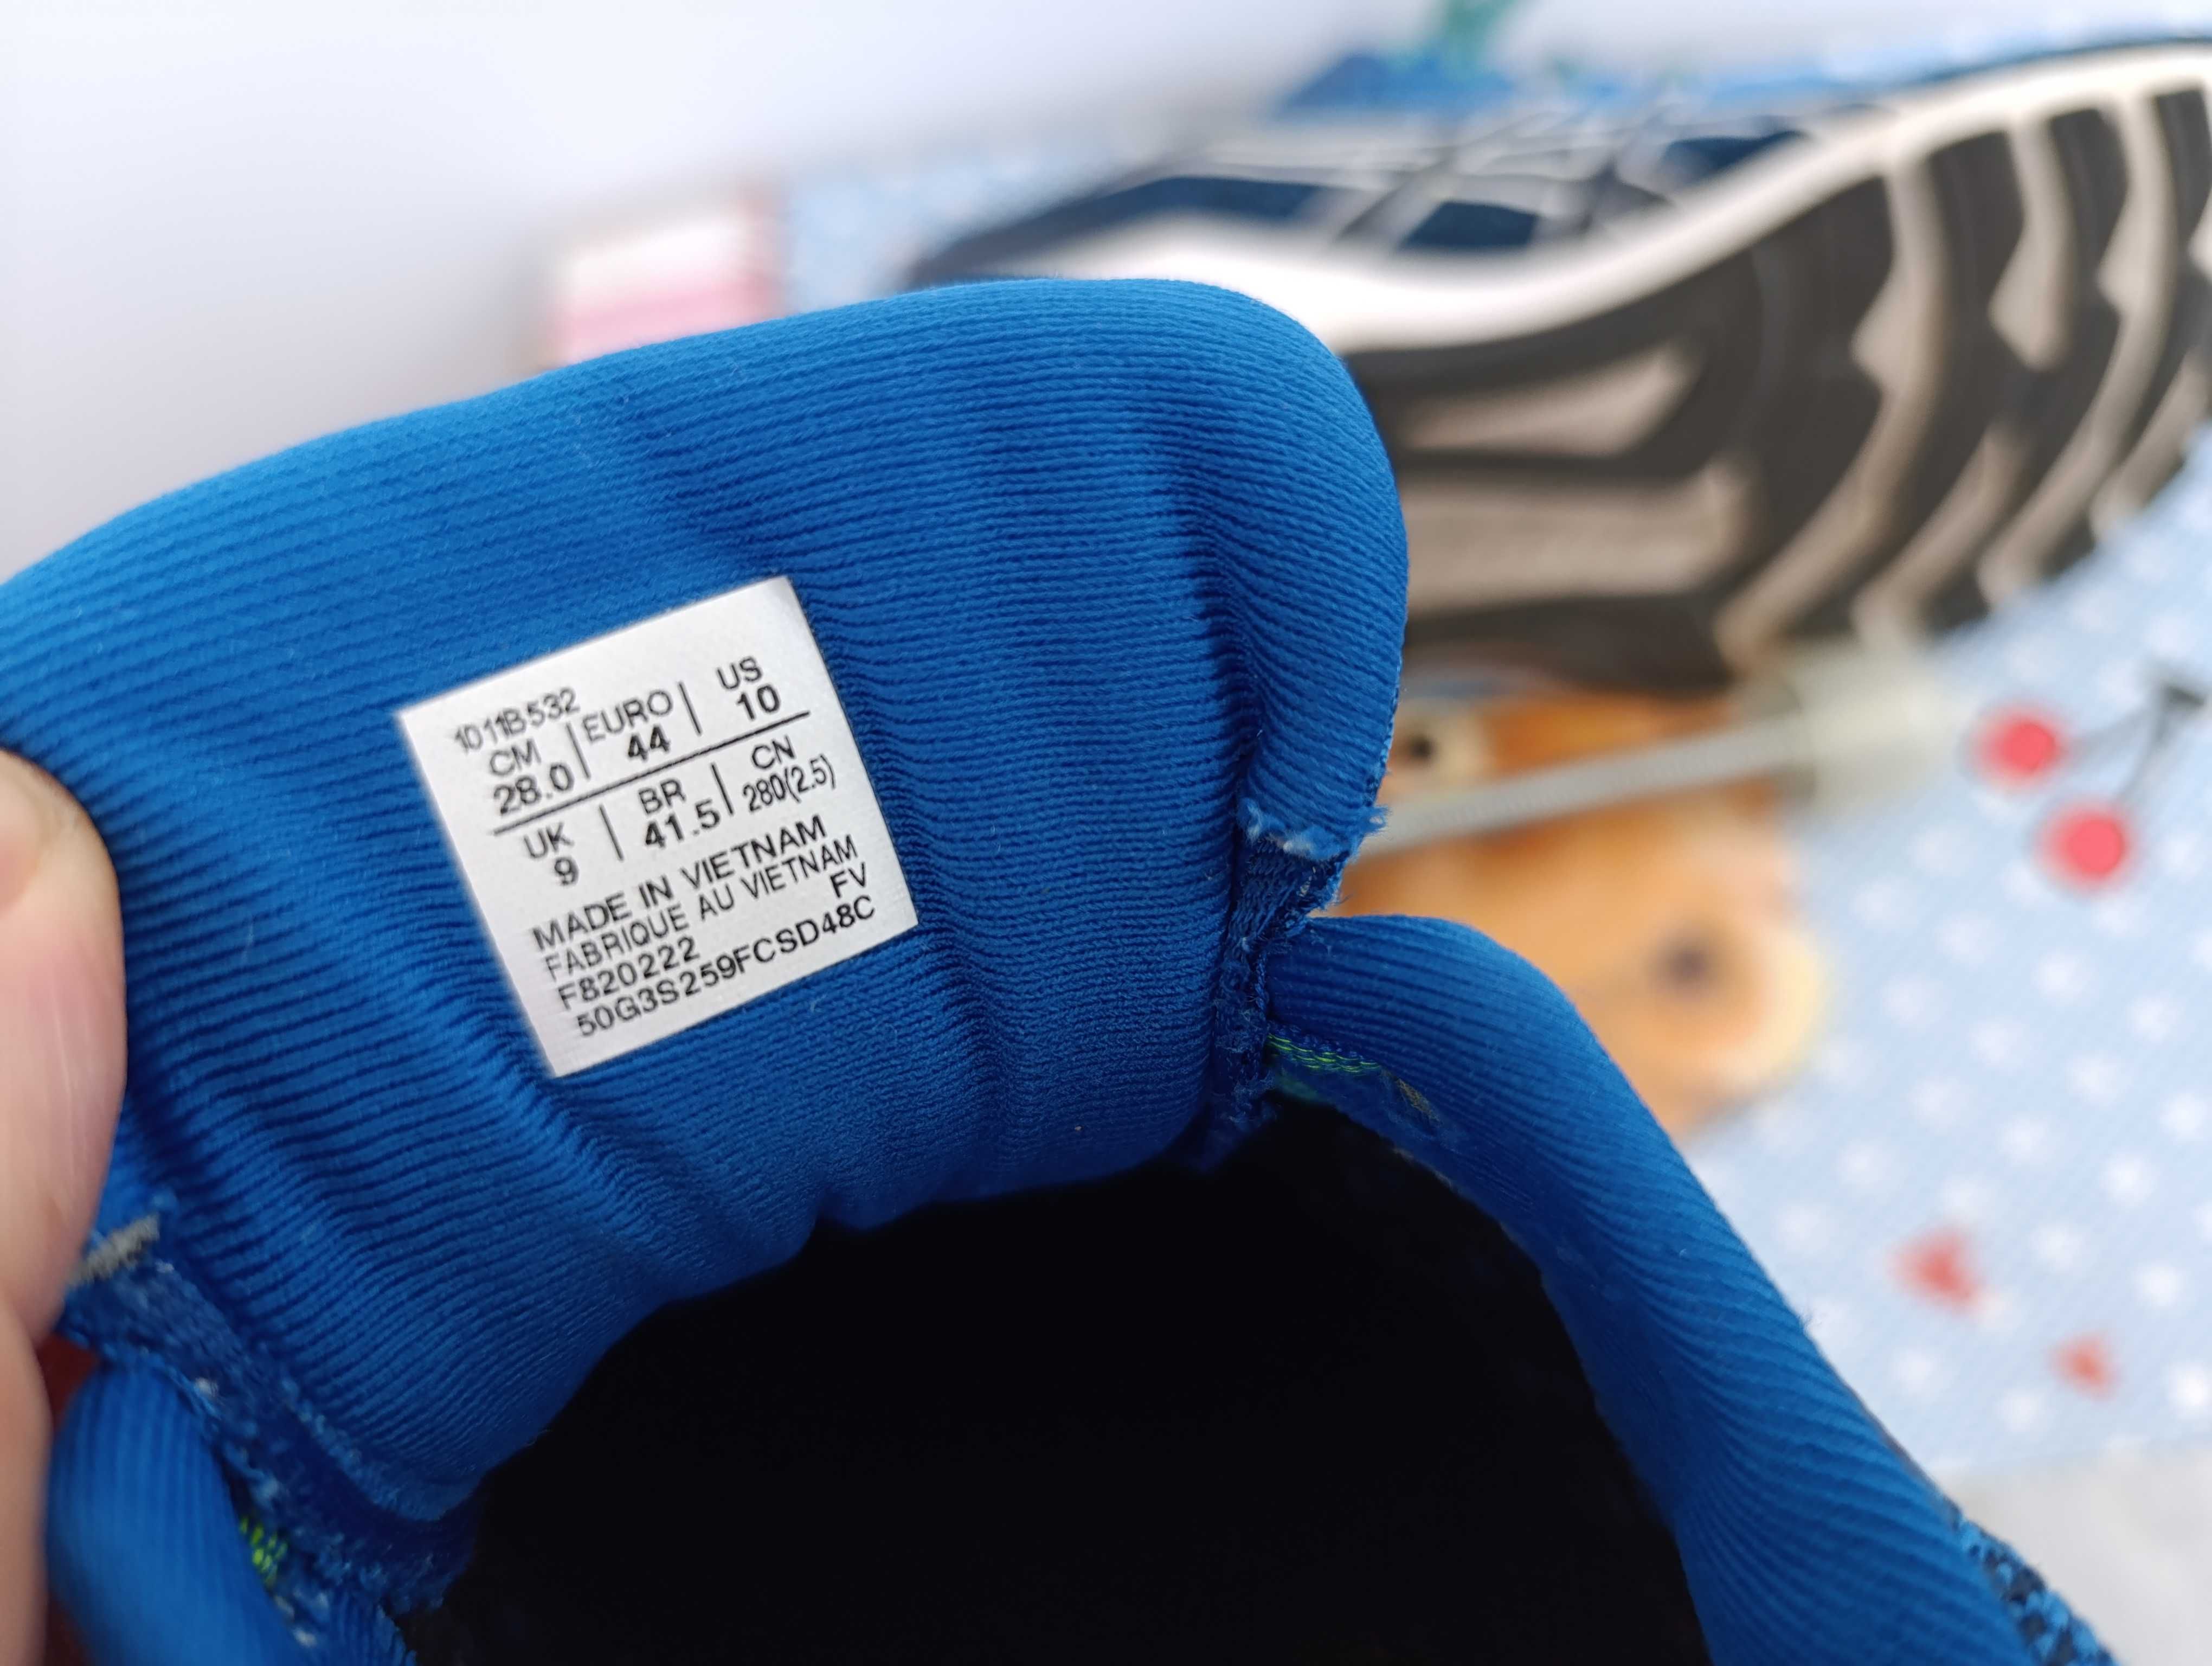 1011B532
CM | EURO | US
28.0 | 44 | 10
UK | BR | CN
9 | 41.5 | 280(2.5)
MADE IN VIETNAM
FABRIQUE AU VIETNAM
F820222 FV
50G3S259FCSD48C